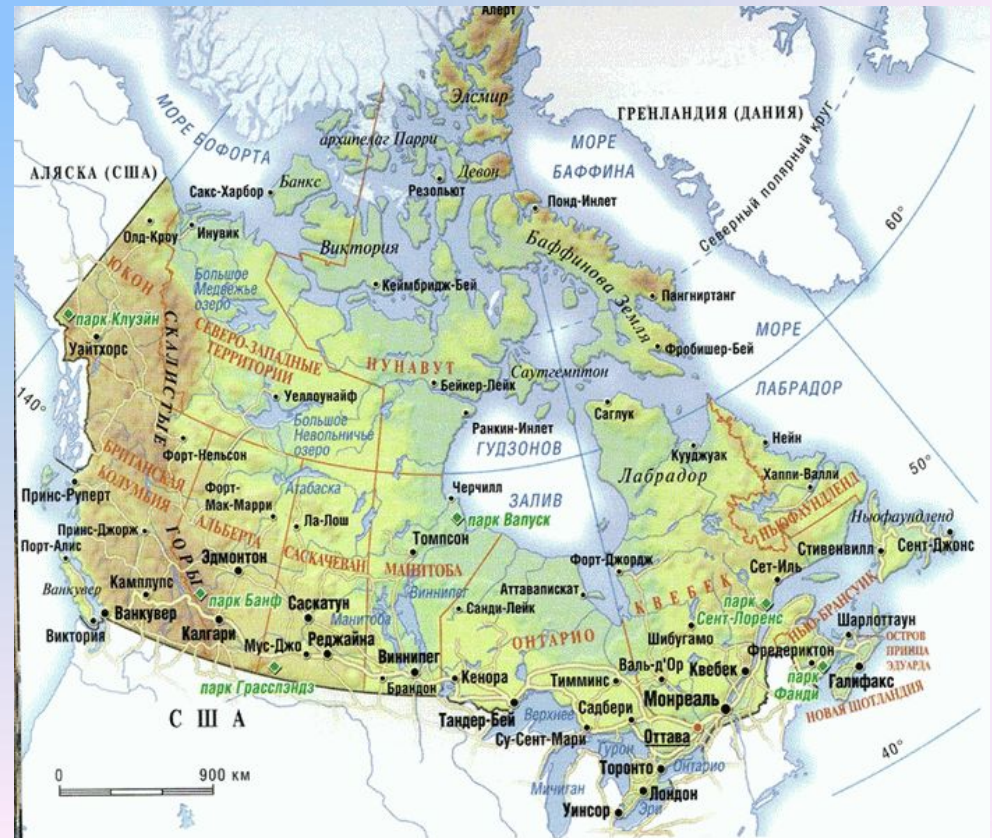 Алерт
Элсмир
ГРЕНЛАНДИЯ (ДАНИЯ)
МОРЕ БОФОРТА
архипелаг Парри
МОРЕ
БАФФИНА
Северный полярный круг
АЛЯСКА (США)
Сакс-Харбор
Банкс
Девон
Резольют
Понд-Инлет
60°
Олд-Кроу
Инувик
Виктория
Баффинова Земля
ЮКОН
Большое
Медвежье
озеро
Кеймбридж-Бей
Пангниртанг
парк Клуэйн
Уайтхорс
СКАЛИСТЫЕ
ГОРЫ
СЕВЕРО-ЗАПАДНЫЕ
ТЕРРИТОРИИ
НУНАВУТ
Фробишер-Бей
МОРЕ
ЛАБРАДОР
140°
Уеллоунайф
Бейкер-Лейк
Саутгемптон
Саглук
Большое
Невольничье
озеро
Ранкин-Инлет
ГУДЗОНОВ
ЗАЛИВ
Форт-Нельсон
Кууджуак
Нейн
50°
БРИТАНСКАЯ
КОЛУМБИЯ
Лабрадор
Хаппи-Валли
Принс-Руперт
Форт-
Мак-Марри
Атабаска
Черчилл
парк Вапуск
НЬЮФАУНДЛЕНД
Ньюфаундленд
Принс-Джорж
АЛЬБЕРТА
Ла-Лош
Томпсон
Порт-Алис
Эдмонтон
САСКАЧЕВАН
МАНИТОБА
Форт-Джордж
Стивенвилл
Сент-Джонс
Сет-Иль
Ванкувер
Камплупс
парк Банф
Саскатун
Виннипег
Аттавапискат
КВЕБЕК
парк
Сент-Лоренс
НЬЮ-БРАНСУИК
Ванкувер
Манитоба
Санди-Лейк
Шарлоттаун
Виктория
Калгари
Мус-Джо
Реджайна
ОНТАРИО
Шибугамо
Фредериктон
ОСТРОВ
ПРИНЦА
ЭДУАРДА
Виннипег
Валь-д'Ор
Квебек
парк
Фанди
Галифакс
парк Грасслэндз
Брандон
Кенора
Тимминс
НОВАЯ ШОТЛАНДИЯ
США
Тандер-Бей
Верхнее
Садбери
Монреаль
Су-Сент-Мари
Оттава
40°
Гурон
0
900 км
Торонто
Онтарио
Мичиган
Лондон
Уинсор
Эри